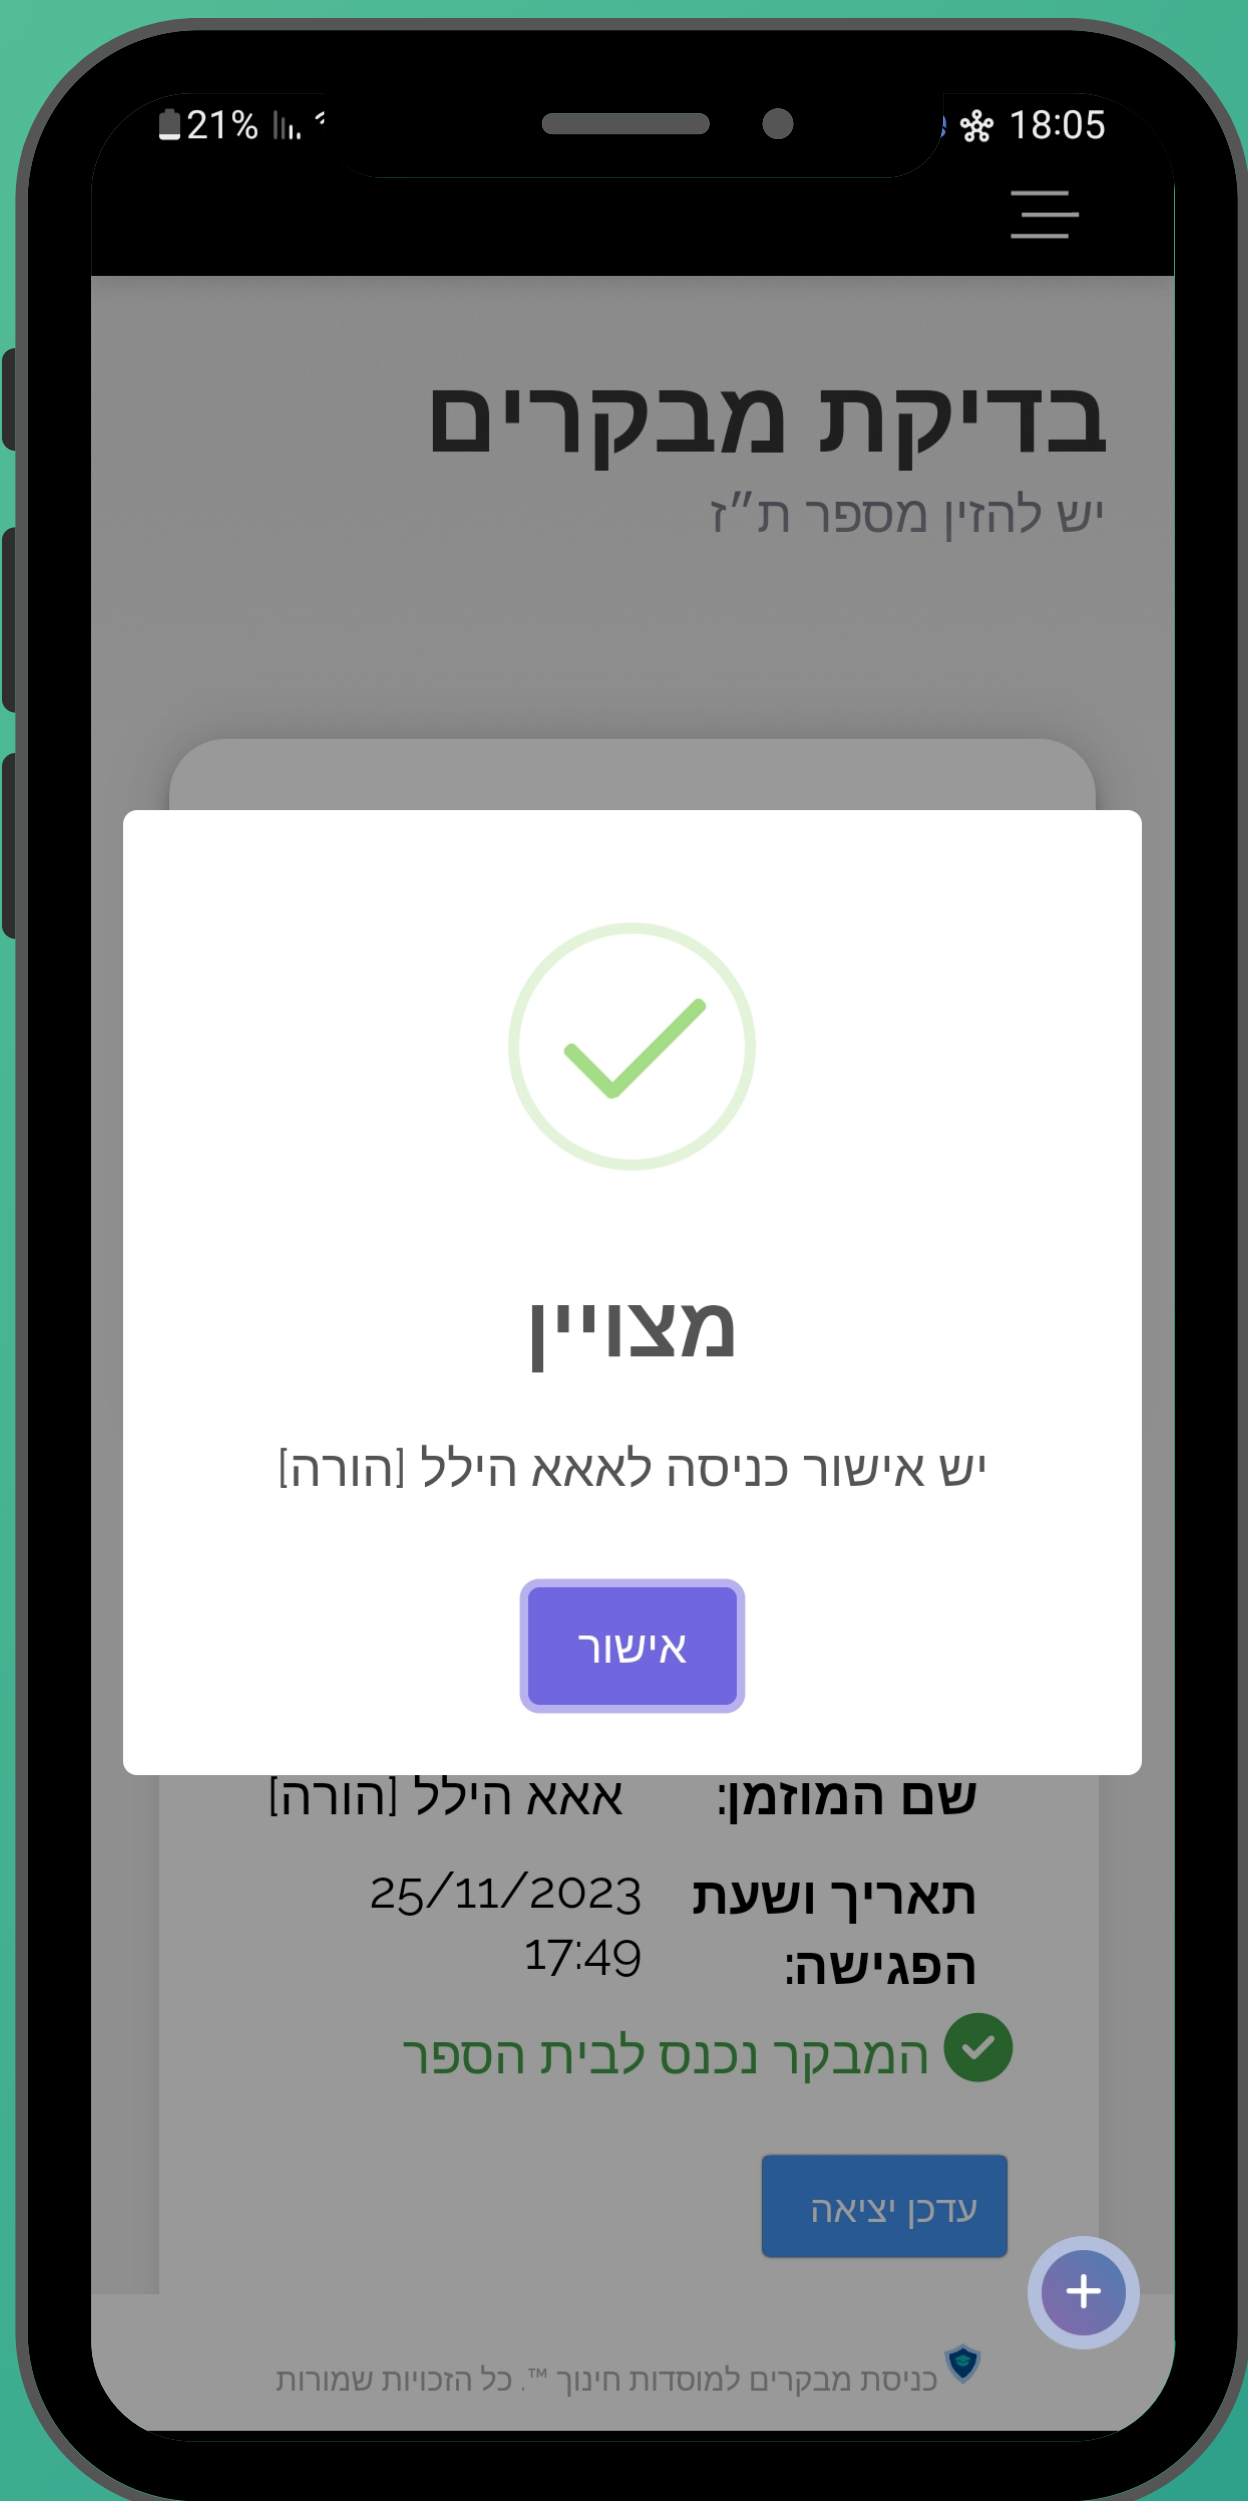 21% 18:05
בדיקת מבקרים
יש להזין מספר ת״ז
מצויין
יש אישור כניסה לאאא הילל [הורה]
אישור
שם המוזמן: אאא הילל [הורה]
תאריך ושעת 25/11/2023
הפגישה: 17:49
המבקר נכנס לבית הספר
עדכן יציאה
כניסת מבקרים למוסדות חינוך ™. כל הזכויות שמורות